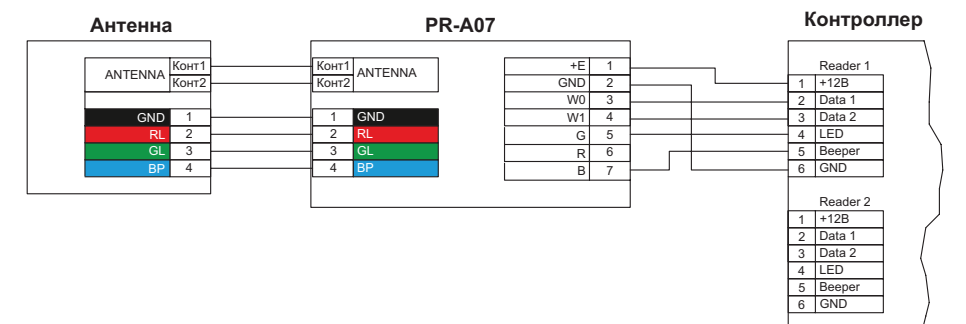 Антенна
PR-A07
Контроллер
ANTENNA
Конт1
Конт2
GND 1
RL 2
GL 3
BP 4
Конт1
Конт2
ANTENNA
1 GND
2 RL
3 GL
4 BP
+E 1
GND 2
W0 3
W1 4
G 5
R 6
B 7
Reader 1
1 +12B
2 Data 1
3 Data 2
4 LED
5 Beeper
6 GND
Reader 2
1 +12B
2 Data 1
3 Data 2
4 LED
5 Beeper
6 GND